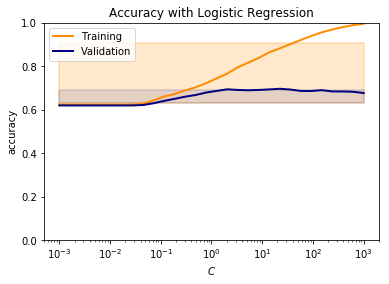 Accuracy with Logistic Regression
1.0
Training
Validation
0.8
0.6
0.4
0.2
0.0
accuracy
10⁻³ 10⁻² 10⁻¹ 10⁰ 10¹ 10² 10³
C